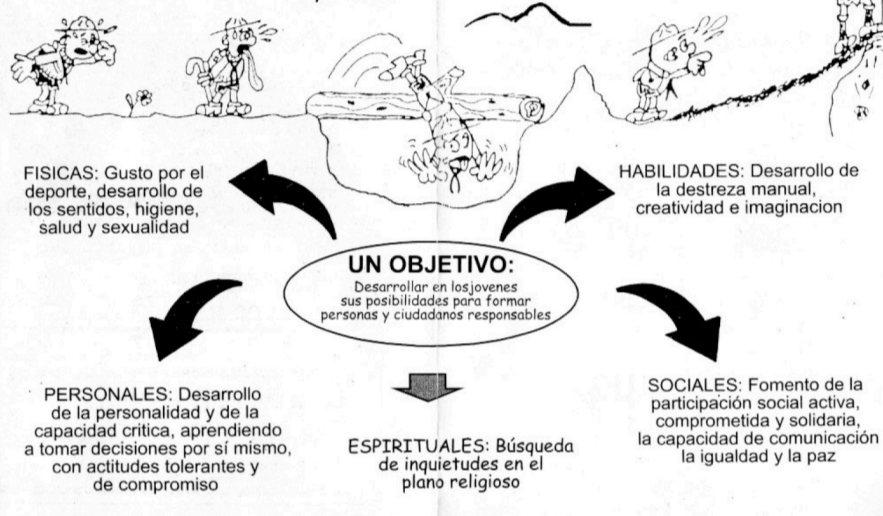 FISICAS: Gusto por el
deporte, desarrollo de
los sentidos, higiene,
salud y sexualidad
HABILIDADES: Desarrollo de
la destreza manual,
creatividad e imaginacion
UN OBJETIVO:
Desarrollar en losjovenes
sus posibilidades para formar
personas y ciudadanos responsables
PERSONALES: Desarrollo
de la personalidad y de la
capacidad critica, aprendiendo
a tomar decisiones por sí mismo,
con actitudes tolerantes y
de compromiso
ESPIRITUALES: Búsqueda
de inquietudes en el
plano religioso
SOCIALES: Fomento de la
participación social activa,
comprometida y solidaria,
la capacidad de comunicación
la igualdad y la paz